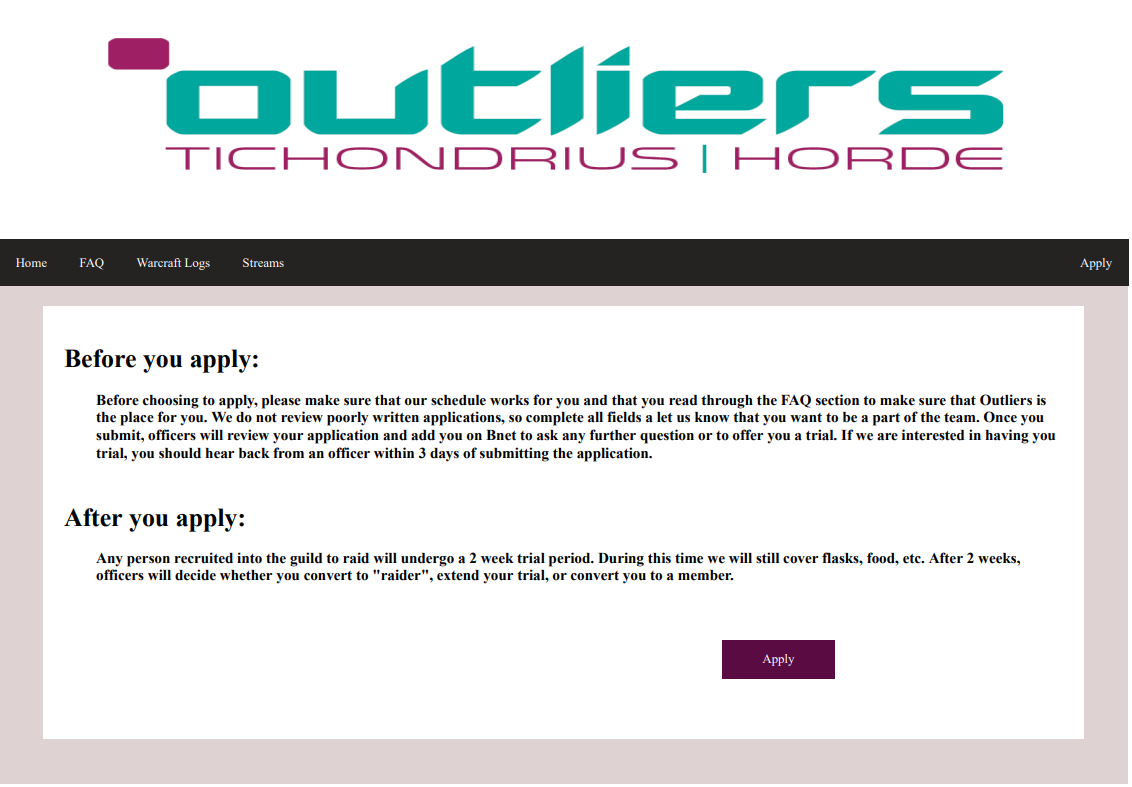 outliers
TICHONDRIUS | HORDE
Home FAQ Warcraft Logs Streams Apply
Before you apply:
Before choosing to apply, please make sure that our schedule works for you and that you read through the FAQ section to make sure that Outliers is
the place for you. We do not review poorly written applications, so complete all fields a let us know that you want to be a part of the team. Once you
submit, officers will review your application and add you on Bnet to ask any further question or to offer you a trial. If we are interested in having you
trial, you should hear back from an officer within 3 days of submitting the application.
After you apply:
Any person recruited into the guild to raid will undergo a 2 week trial period. During this time we will still cover flasks, food, etc. After 2 weeks,
officers will decide whether you convert to "raider", extend your trial, or convert you to a member.
Apply